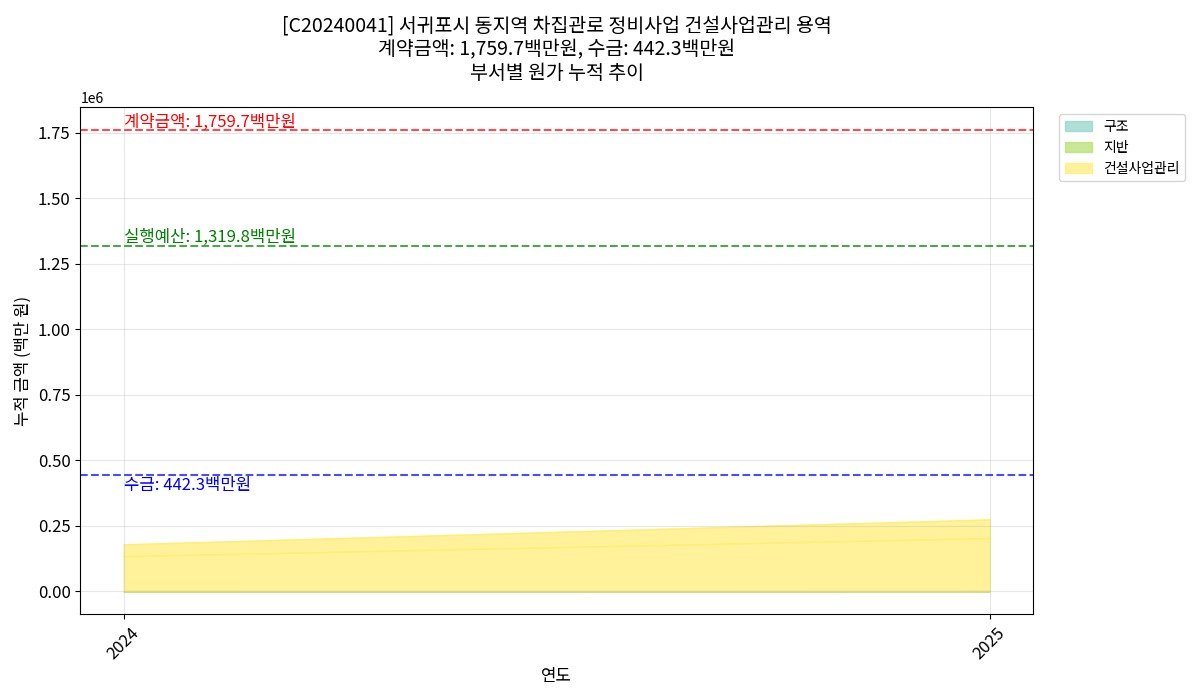 [C20240041] 서귀포시 동지역 차집관로 정비사업 건설사업관리 용역
계약금액: 1,759.7백만원, 수금: 442.3백만원
부서별 원가 누적 추이
1e6
계약금액: 1,759.7백만원
실행예산: 1,319.8백만원
수금: 442.3백만원
1.75
1.50
1.25
1.00
0.75
0.50
0.25
0.00
누적 금액 (백만 원)
2024
2025
연도
구조
지반
건설사업관리